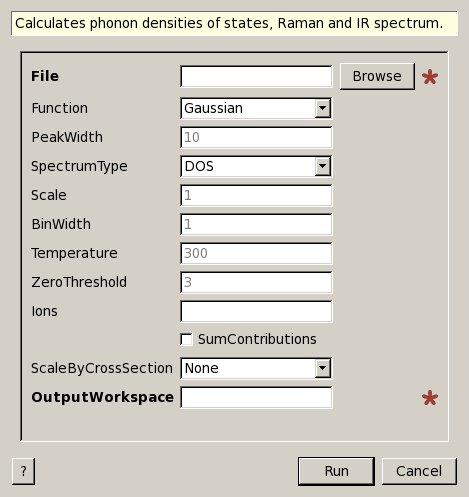 Calculates phonon densities of states, Raman and IR spectrum.
File Browse *
Function Gaussian
PeakWidth 10
SpectrumType DOS
Scale 1
BinWidth 1
Temperature 300
ZeroThreshold 3
Ions
SumContributions
ScaleByCrossSection None
OutputWorkspace *
? Run Cancel